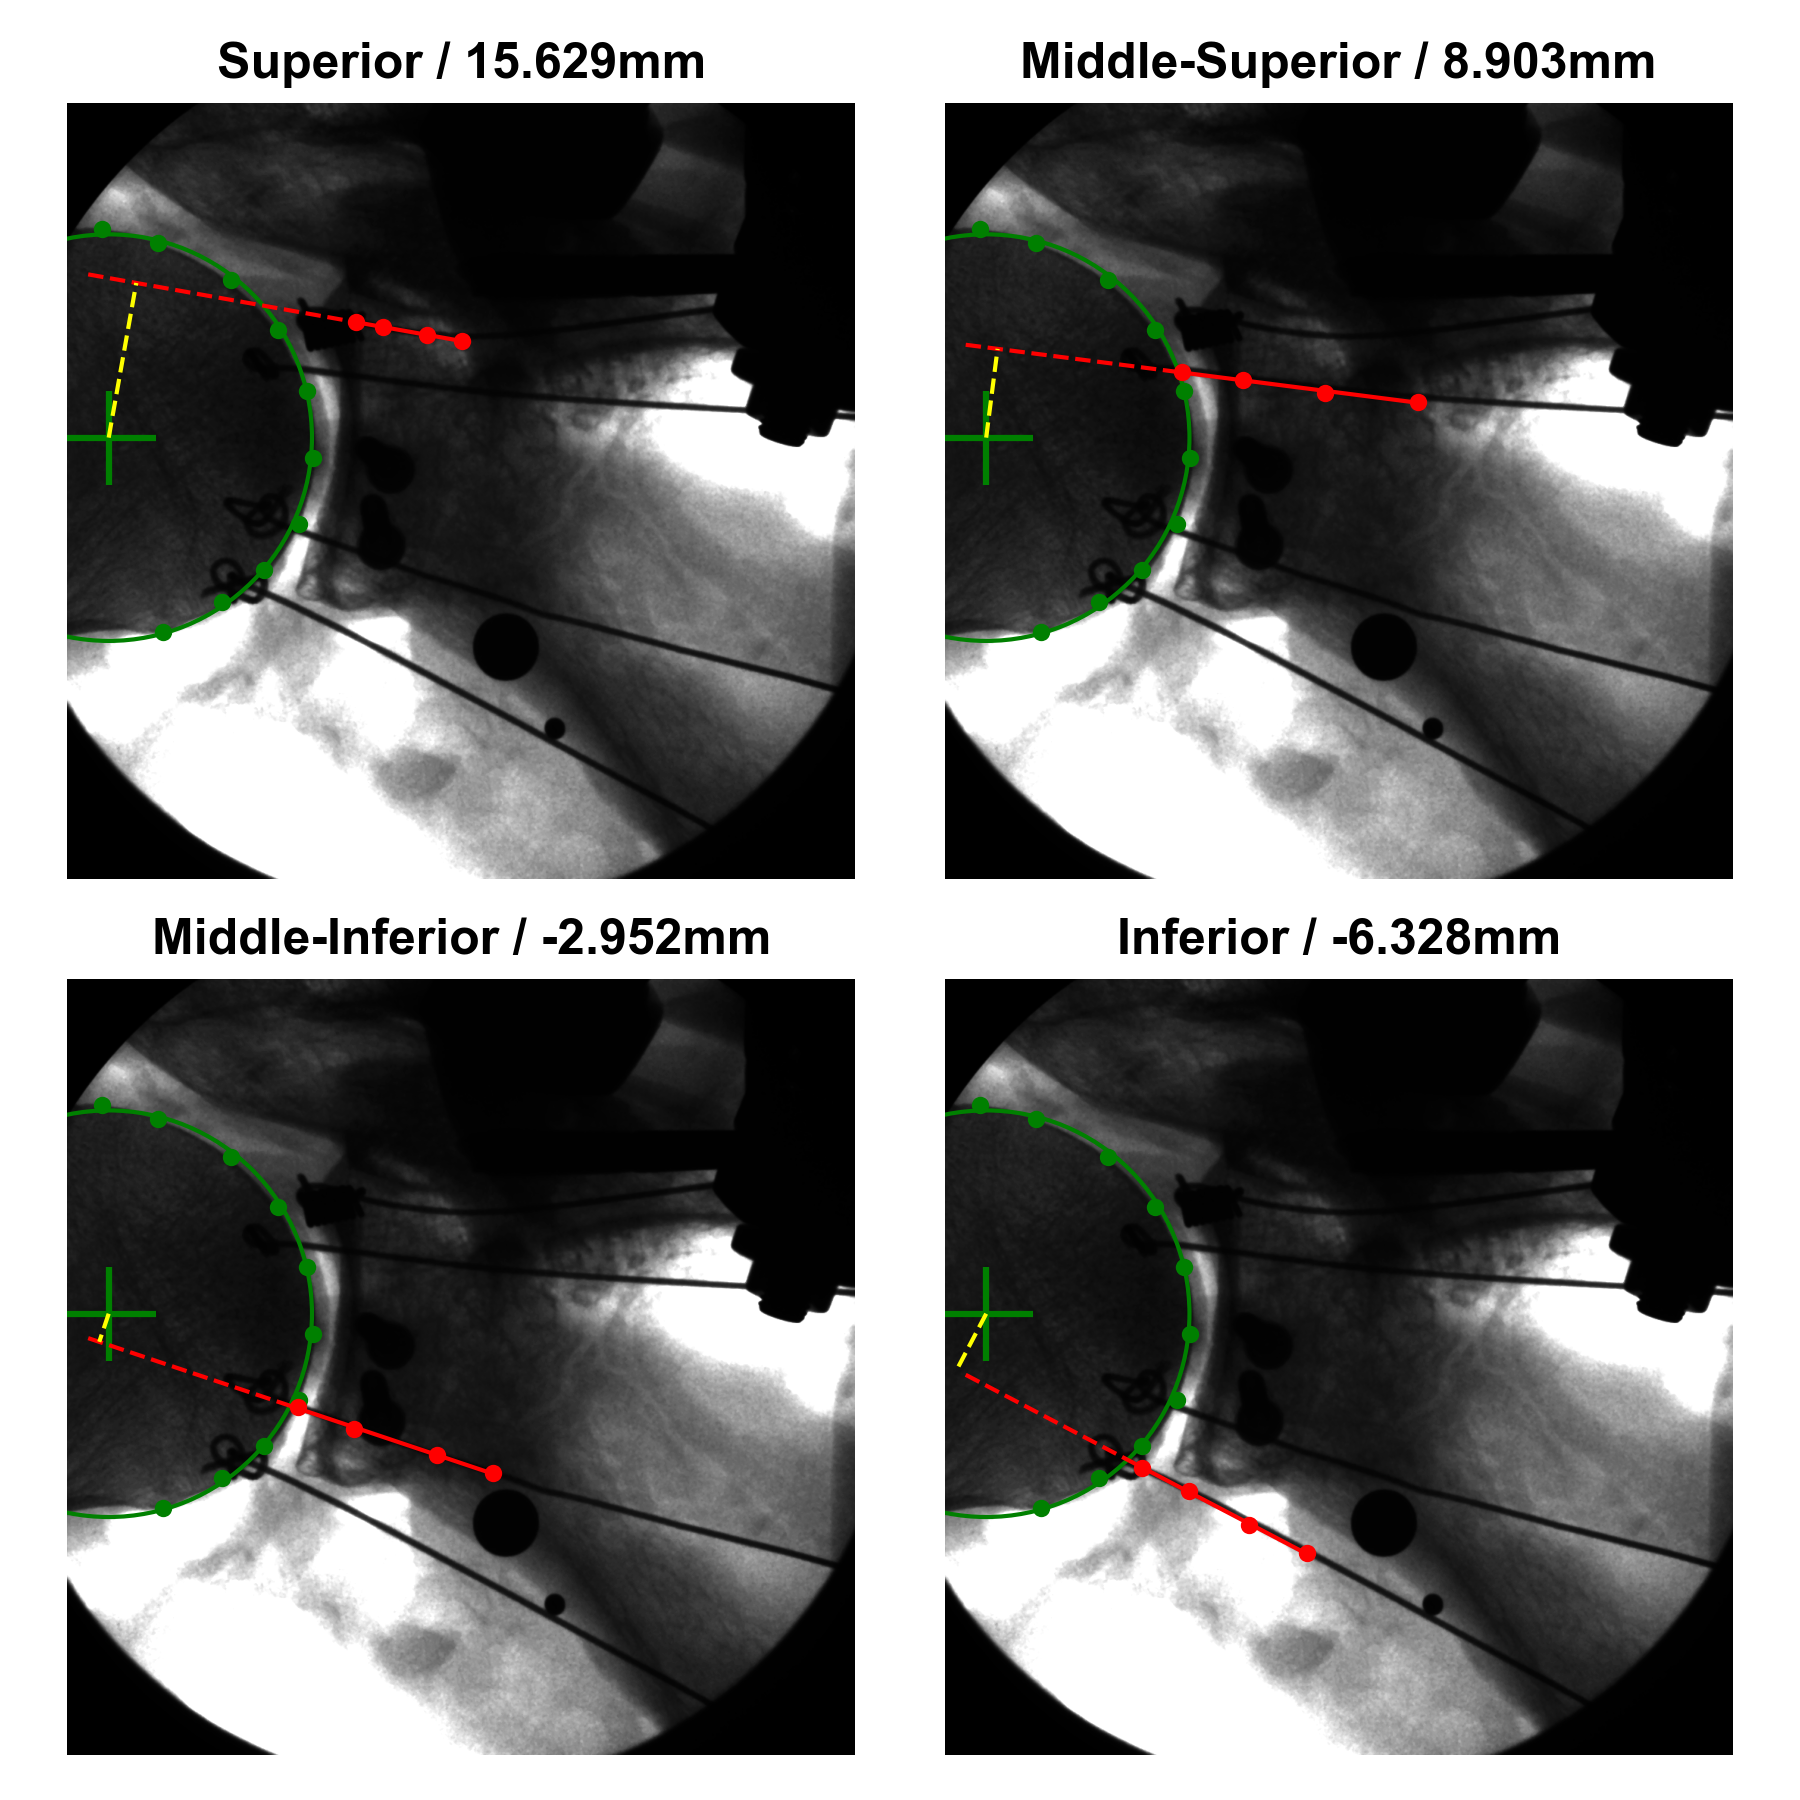 Superior / 15.629mm
Middle-Superior / 8.903mm
Middle-Inferior / -2.952mm
Inferior / -6.328mm